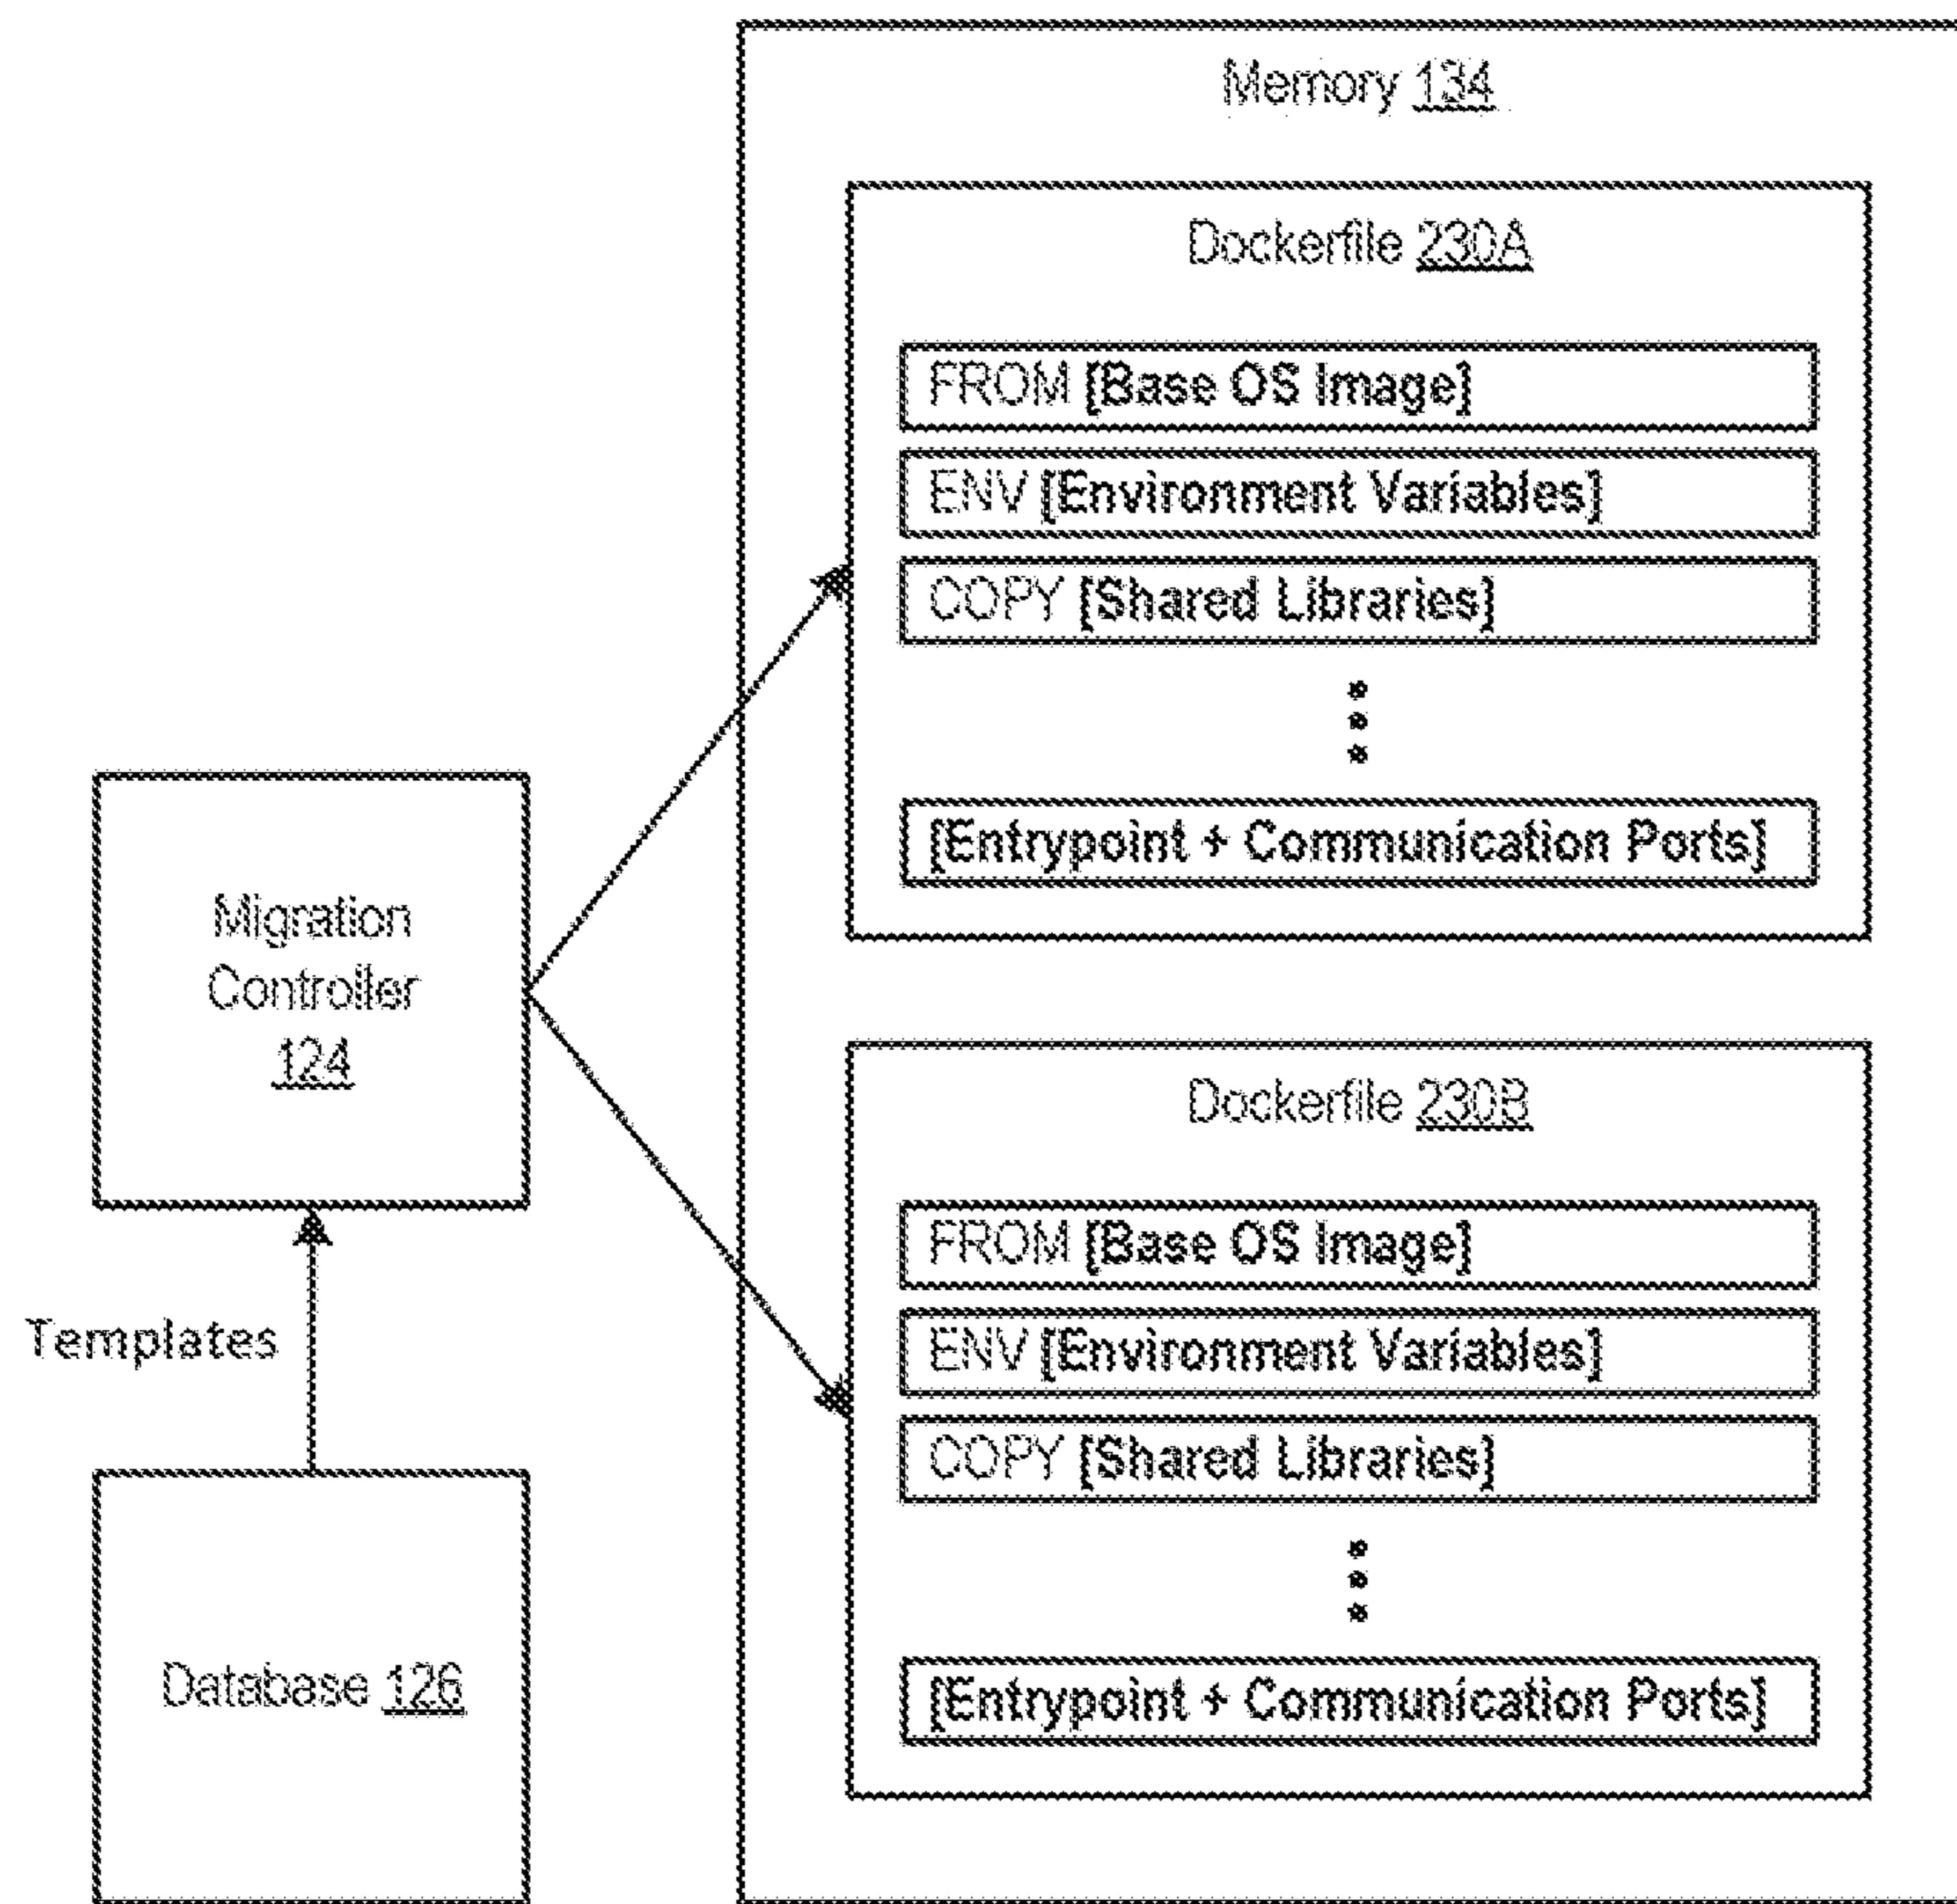 Memory 134
Dockerfile 230A
FROM [Base OS Image]
ENV [Environment Variables]
COPY [Shared Libraries]
[Entrypoint + Communication Ports]
Migration
Controller
124
Dockerfile 230B
FROM [Base OS Image]
ENV [Environment Variables]
COPY [Shared Libraries]
[Entrypoint + Communication Ports]
Templates
Database 126